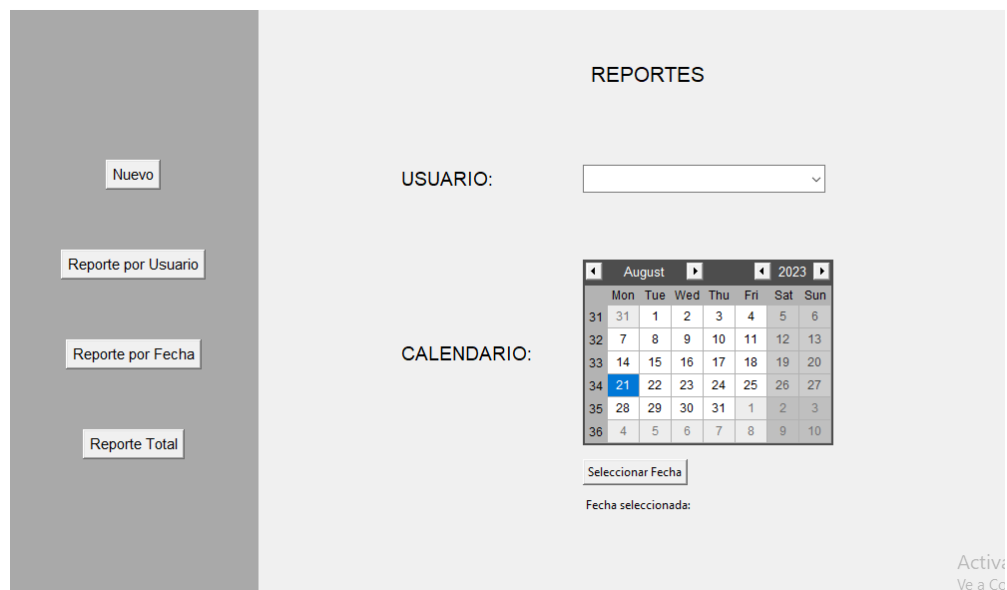 REPORTES
Nuevo
USUARIO:
Reporte por Usuario
August 2023
Mon Tue Wed Thu Fri Sat Sun
31 31 1 2 3 4 5 6
32 7 8 9 10 11 12 13
33 14 15 16 17 18 19 20
34 21 22 23 24 25 26 27
35 28 29 30 31 1 2 3
36 4 5 6 7 8 9 10
Reporte por Fecha
CALENDARIO:
Reporte Total
Seleccionar Fecha
Fecha seleccionada:
Activa
Ve a Co